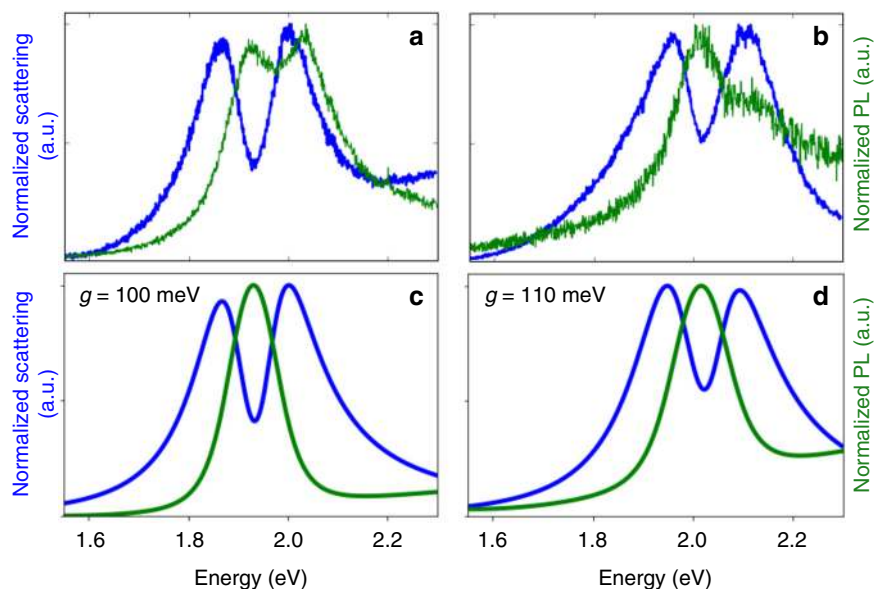 Normalized scattering
(a.u.)
a
b
Normalized PL (a.u.)
Normalized scattering
(a.u.)
g = 100 meV
c
g = 110 meV
d
Normalized PL (a.u.)
1.6
1.8
2.0
2.2
1.6
1.8
2.0
2.2
Energy (eV)
Energy (eV)